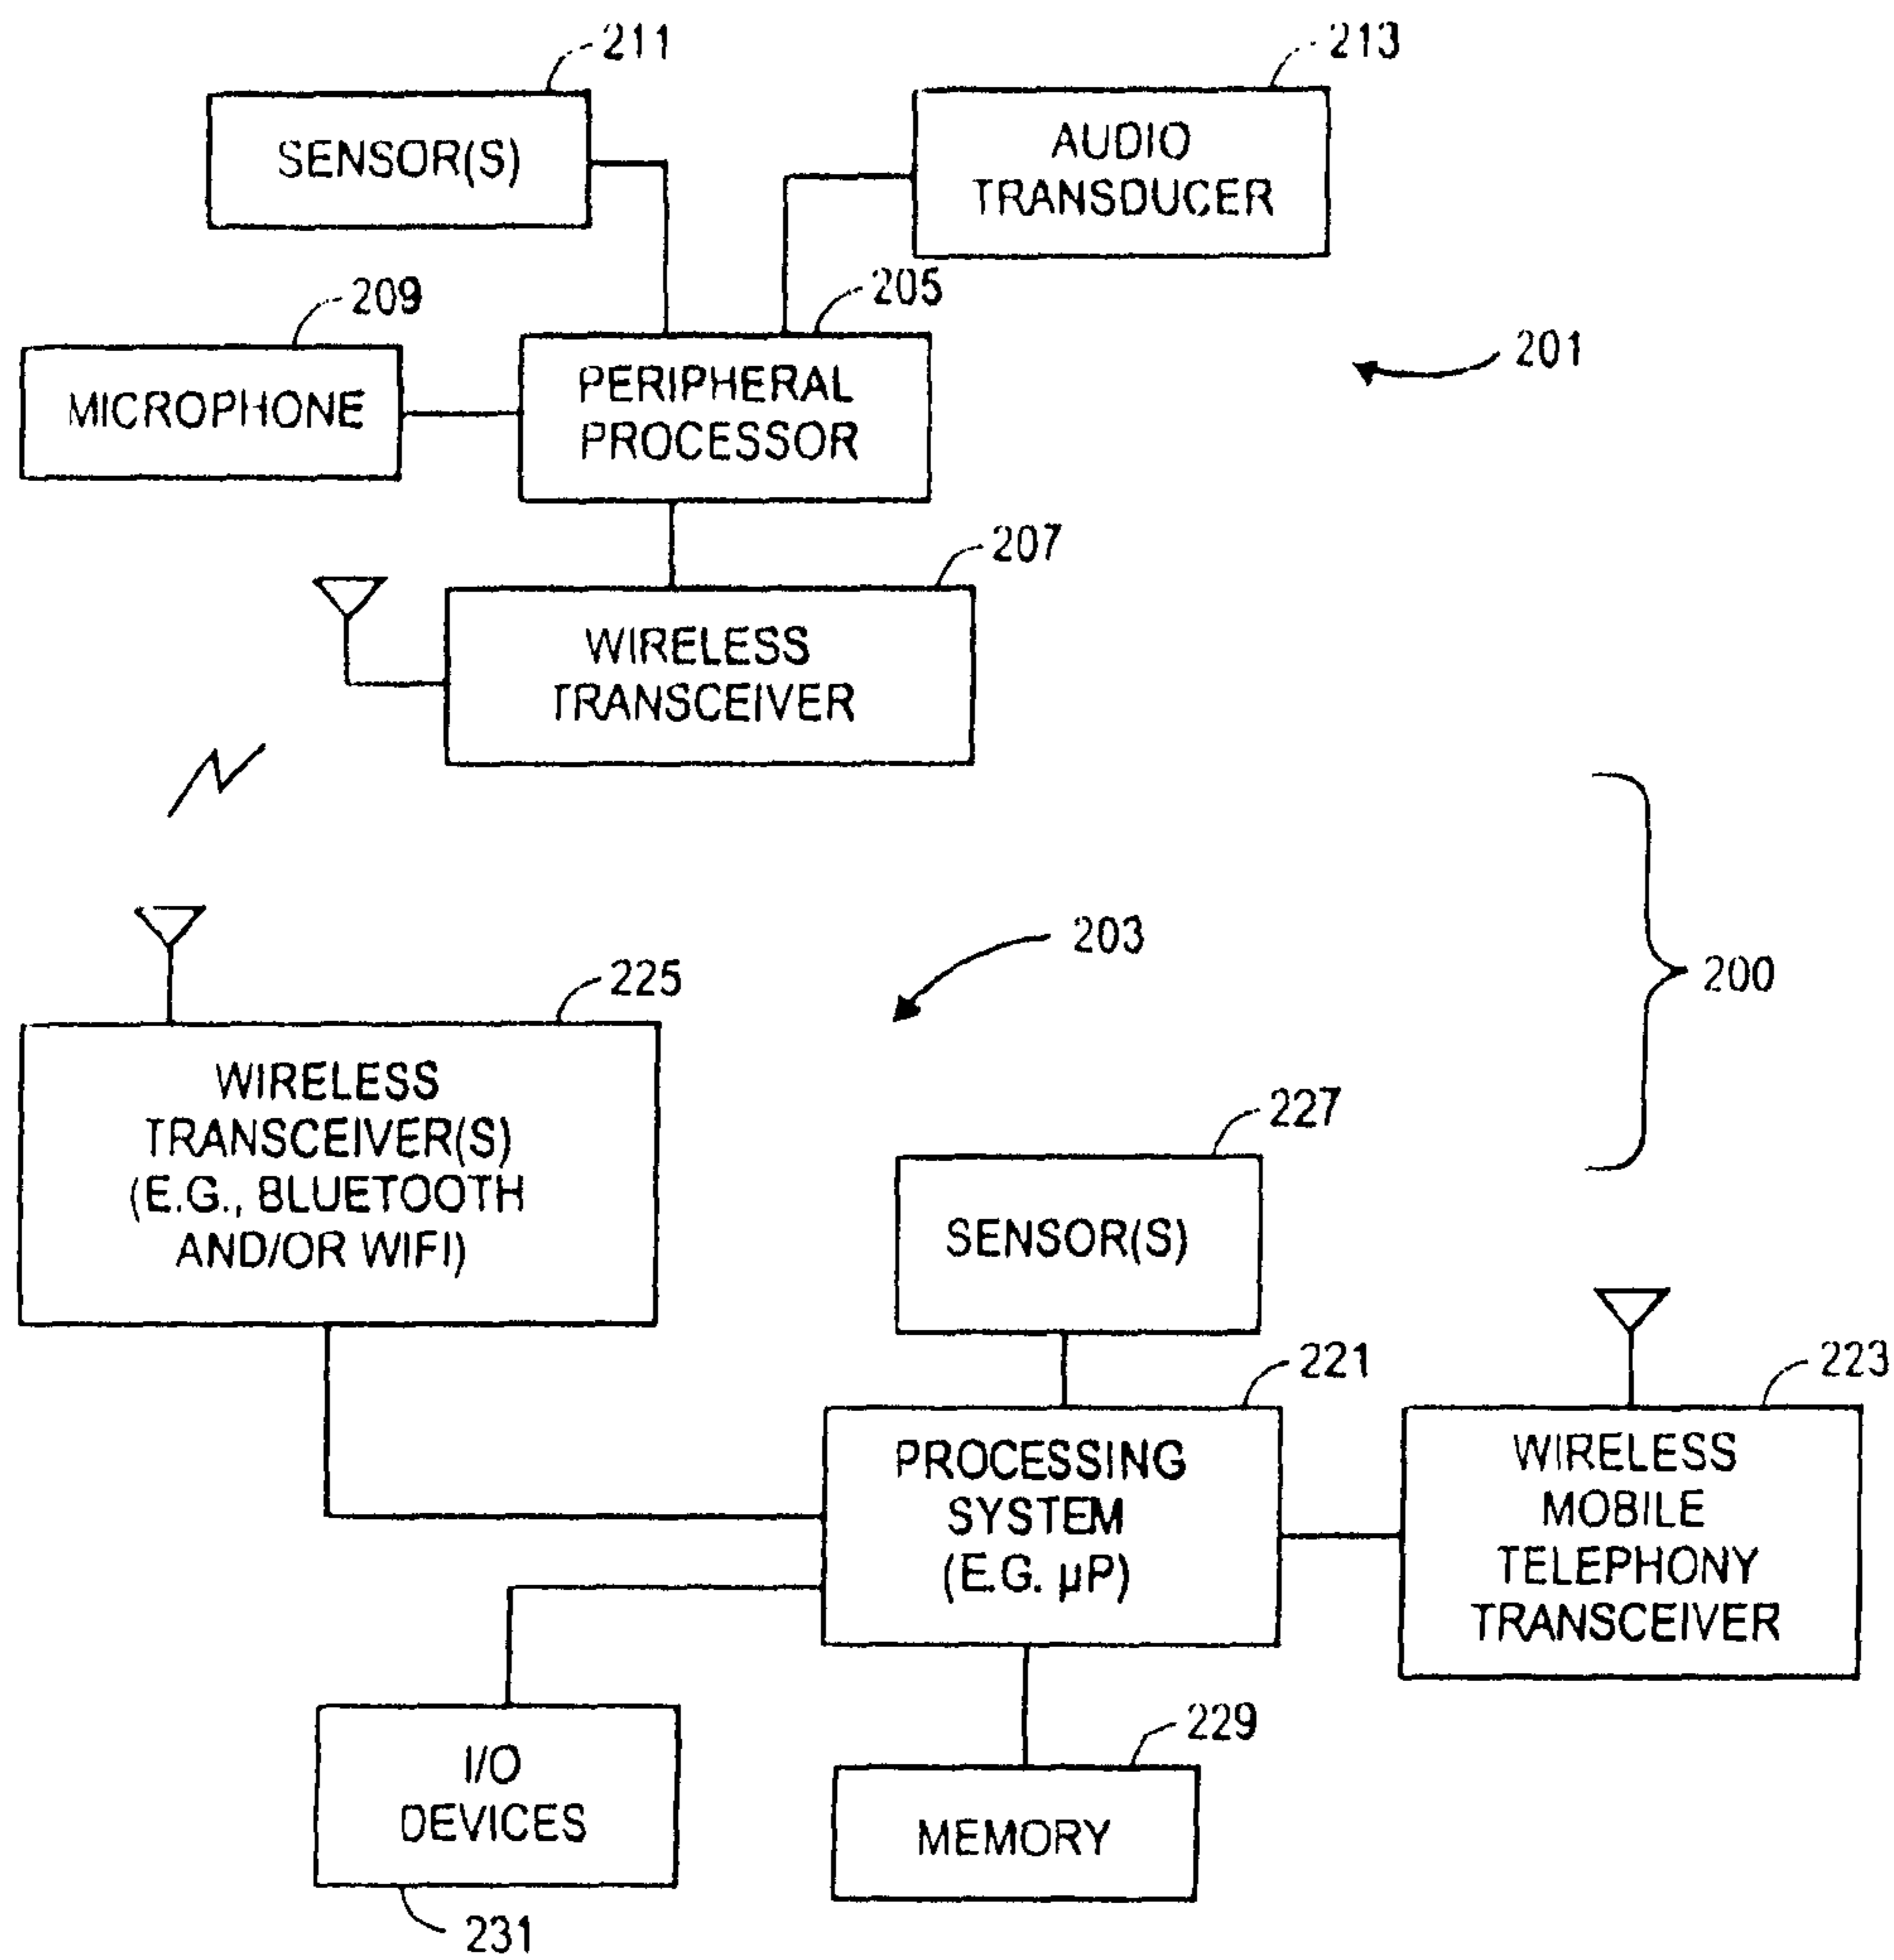 211
SENSOR(S)
213
AUDIO
TRANSDUCER
209
MICROPHONE
205
PERIPHERAL
PROCESSOR
201
207
WIRELESS
TRANSCEIVER
203
200
225
WIRELESS
TRANSCEIVER(S)
(E.G., BLUETOOTH
AND/OR WIFI)
227
SENSOR(S)
221
PROCESSING
SYSTEM
(E.G. µP)
223
WIRELESS
MOBILE
TELEPHONY
TRANSCEIVER
I/O
DEVICES
231
229
MEMORY